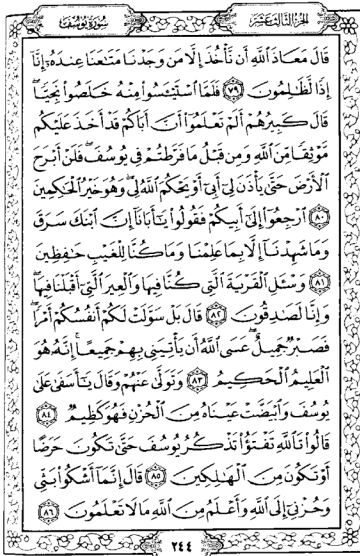 الجزء الثالث عشر
سورة يوسف
قَالَ مَعَاذَ ٱللَّهِ أَن نَّأْخُذَ إِلَّا مَن وَجَدْنَا مَتَٰعَنَا عِندَهُۥٓ إِنَّآ
إِذًا لَّظَٰلِمُونَ ٧٩ فَلَمَّا ٱسْتَيْـَٔسُوا۟ مِنْهُ خَلَصُوا۟ نَجِيًّا ۖ
قَالَ كَبِيرُهُمْ أَلَمْ تَعْلَمُوٓا۟ أَنَّ أَبَاكُمْ قَدْ أَخَذَ عَلَيْكُم
مَّوْثِقًا مِّنَ ٱللَّهِ وَمِن قَبْلُ مَا فَرَّطتُمْ فِى يُوسُفَ ۖ فَلَنْ أَبْرَحَ
ٱلْأَرْضَ حَتَّىٰ يَأْذَنَ لِىٓ أَبِىٓ أَوْ يَحْكُمَ ٱللَّهُ لِى ۖ وَهُوَ خَيْرُ ٱلْحَٰكِمِينَ
٨٠ ٱرْجِعُوٓا۟ إِلَىٰٓ أَبِيكُمْ فَقُولُوا۟ يَٰٓأَبَانَآ إِنَّ ٱبْنَكَ سَرَقَ
وَمَا شَهِدْنَآ إِلَّا بِمَا عَلِمْنَا وَمَا كُنَّا لِلْغَيْبِ حَٰفِظِينَ
٨١ وَسْـَٔلِ ٱلْقَرْيَةَ ٱلَّتِى كُنَّا فِيهَا وَٱلْعِيرَ ٱلَّتِىٓ أَقْبَلْنَا فِيهَا ۖ
وَإِنَّا لَصَٰدِقُونَ ٨٢ قَالَ بَلْ سَوَّلَتْ لَكُمْ أَنفُسُكُمْ أَمْرًا ۖ
فَصَبْرٌ جَمِيلٌ ۖ عَسَى ٱللَّهُ أَن يَأْتِيَنِى بِهِمْ جَمِيعًا ۚ إِنَّهُۥ هُوَ
ٱلْعَلِيمُ ٱلْحَكِيمُ ٨٣ وَتَوَلَّىٰ عَنْهُمْ وَقَالَ يَٰٓأَسَفَىٰ عَلَىٰ
يُوسُفَ وَٱبْيَضَّتْ عَيْنَاهُ مِنَ ٱلْحُزْنِ فَهُوَ كَظِيمٌ ٨٤
قَالُوا۟ تَٱللَّهِ تَفْتَؤُا۟ تَذْكُرُ يُوسُفَ حَتَّىٰ تَكُونَ حَرَضًا
أَوْ تَكُونَ مِنَ ٱلْهَٰلِكِينَ ٨٥ قَالَ إِنَّمَآ أَشْكُوا۟ بَثِّى
وَحُزْنِىٓ إِلَى ٱللَّهِ وَأَعْلَمُ مِنَ ٱللَّهِ مَا لَا تَعْلَمُونَ ٨٦
٢٤٤